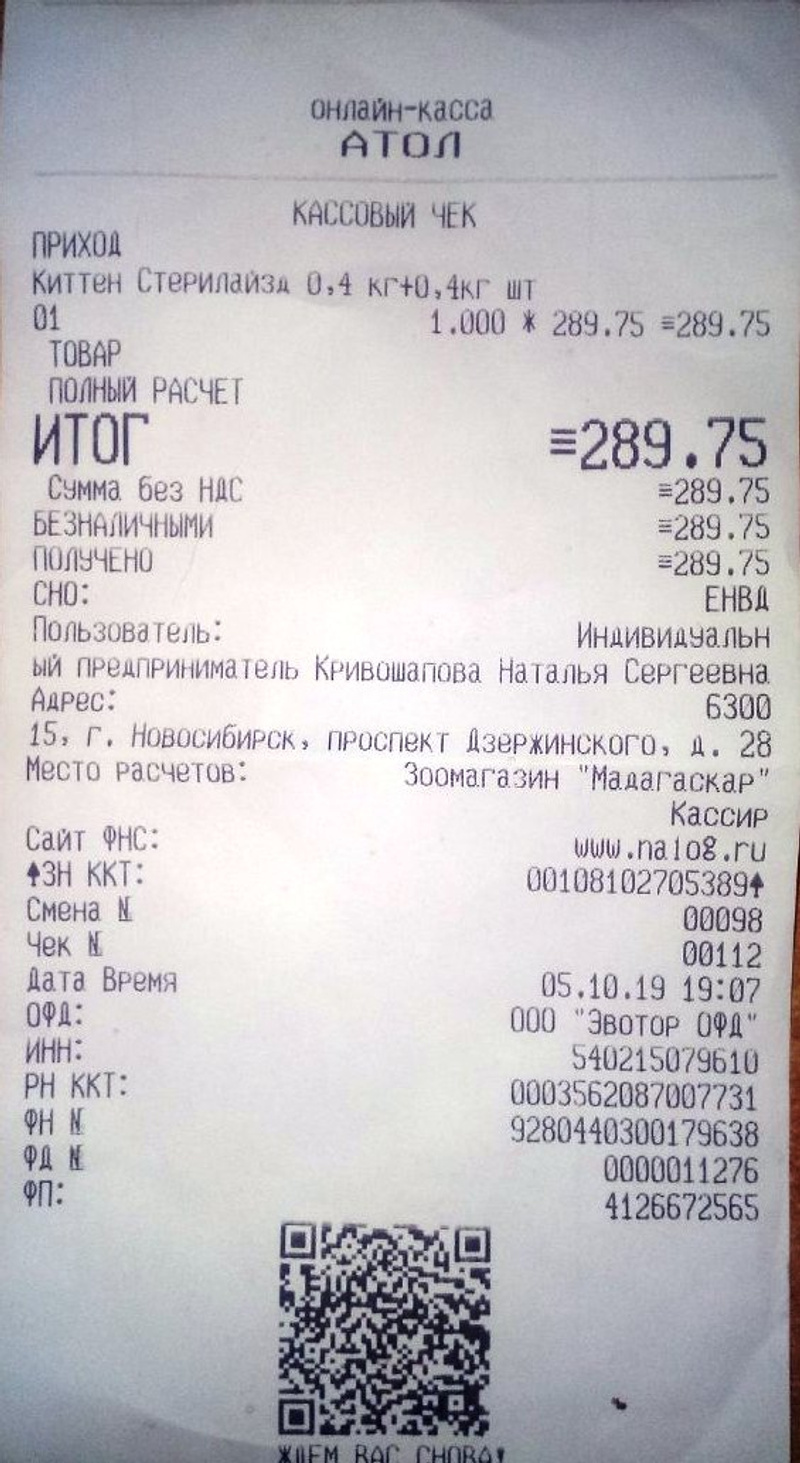 онлайн-касса
АТОЛ
КАССОВЫЙ ЧЕК
ПРИХОД
Киттен Стерилайзд 0,4 кг+0,4кг шт
01 1.000 * 289.75 ≡289.75
ТОВАР
ПОЛНЫЙ РАСЧЕТ
ИТОГ ≡289.75
Сумма без НДС ≡289.75
БЕЗНАЛИЧНЫМИ ≡289.75
ПОЛУЧЕНО ≡289.75
СНО: ЕНВД
Пользователь: Индивидуальн
ый предприниматель Кривошапова Наталья Сергеевна
Адрес: 6300
15, г. Новосибирск, проспект Дзержинского, д. 28
Место расчетов: Зоомагазин "Мадагаскар"
Кассир
Сайт ФНС: www.nalog.ru
ЗН ККТ: 00108102705389
Смена № 00098
Чек № 00112
Дата Время 05.10.19 19:07
ОФД: ООО "Эвотор ОФД"
ИНН: 540215079610
РН ККТ: 0003562087007731
ФН № 9280440300179638
ФД № 0000011276
ФП: 4126672565
ЖДЕМ ВАС СНОВА!